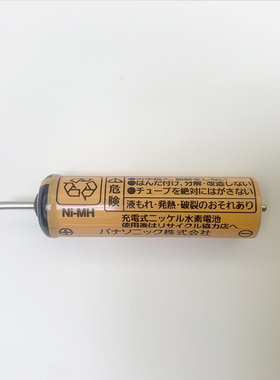 ●はんだ付け、分解・改造しない
●チューブを絶対にはがさない
危険
液もれ・発熱・破裂のおそれあり
Ni-MH
充電式ニッケル水素電池
使用後はリサイクル協力店へ
パナソニック株式会社